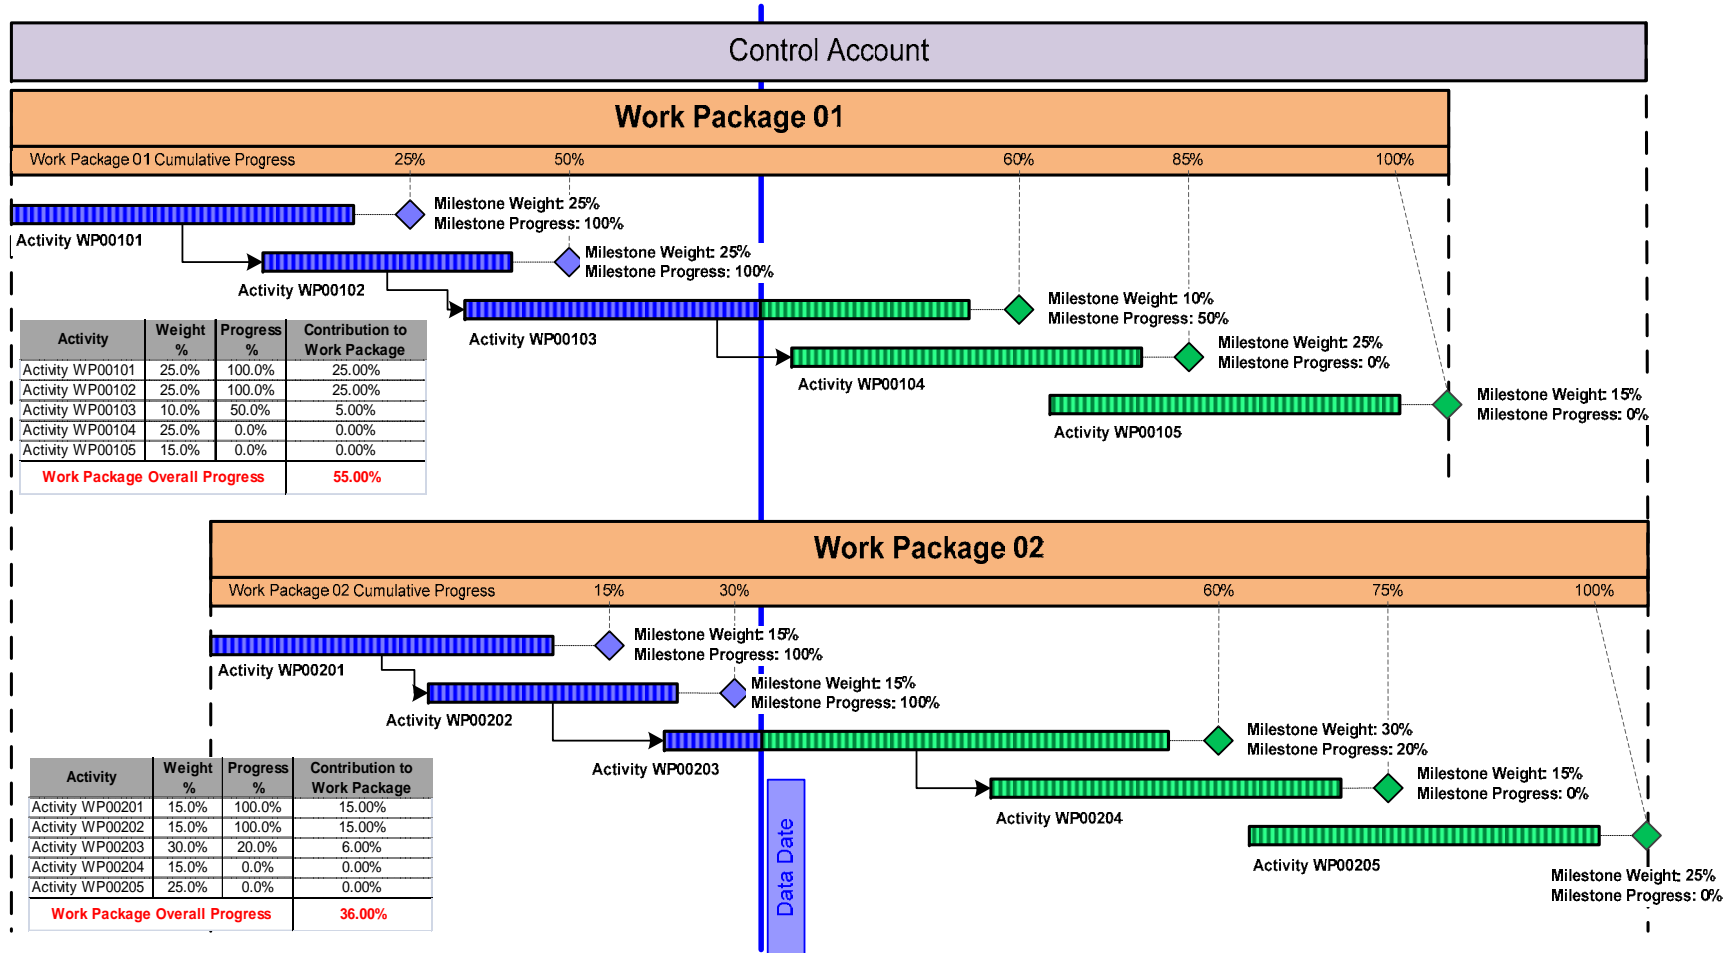 Control Account
Work Package 01
Work Package 01 Cumulative Progress 25% 50% 60% 85% 100%
Milestone Weight: 25%
Milestone Progress: 100%
Activity WP00101
Milestone Weight: 25%
Milestone Progress: 100%
Activity WP00102
Milestone Weight: 10%
Milestone Progress: 50%
Activity WP00103
Milestone Weight: 25%
Milestone Progress: 0%
Activity WP00104
Milestone Weight: 15%
Milestone Progress: 0%
Activity WP00105
Activity Weight % Progress % Contribution to Work Package
Activity WP00101 25.0% 100.0% 25.00%
Activity WP00102 25.0% 100.0% 25.00%
Activity WP00103 10.0% 50.0% 5.00%
Activity WP00104 25.0% 0.0% 0.00%
Activity WP00105 15.0% 0.0% 0.00%
Work Package Overall Progress 55.00%
Work Package 02
Work Package 02 Cumulative Progress 15% 30% 60% 75% 100%
Milestone Weight: 15%
Milestone Progress: 100%
Activity WP00201
Milestone Weight: 15%
Milestone Progress: 100%
Activity WP00202
Milestone Weight: 30%
Milestone Progress: 20%
Activity WP00203
Milestone Weight: 15%
Milestone Progress: 0%
Activity WP00204
Activity WP00205
Milestone Weight: 25%
Milestone Progress: 0%
Activity Weight % Progress % Contribution to Work Package
Activity WP00201 15.0% 100.0% 15.00%
Activity WP00202 15.0% 100.0% 15.00%
Activity WP00203 30.0% 20.0% 6.00%
Activity WP00204 15.0% 0.0% 0.00%
Activity WP00205 25.0% 0.0% 0.00%
Work Package Overall Progress 36.00%
Data Date